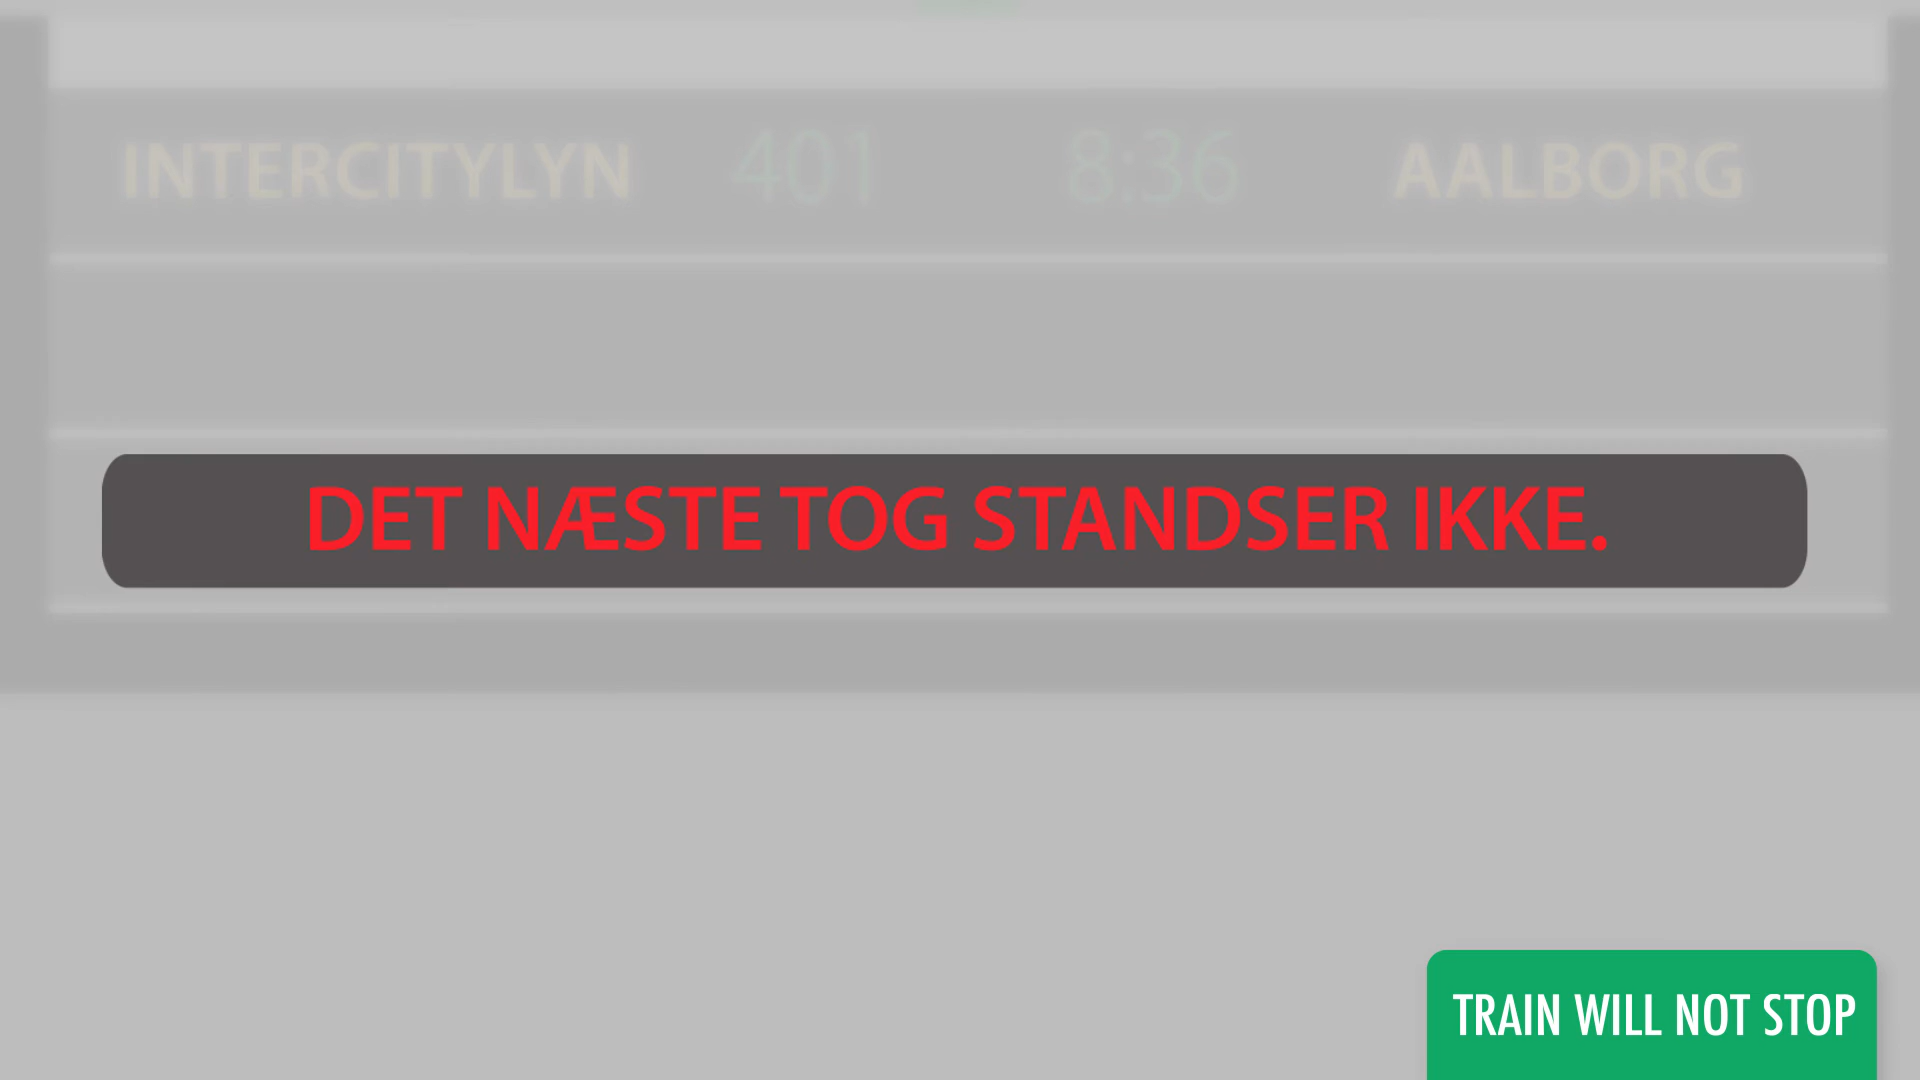 INTERCITYLYN 401 8:36 AALBORG
DET NÆSTE TOG STANDSER IKKE.
TRAIN WILL NOT STOP